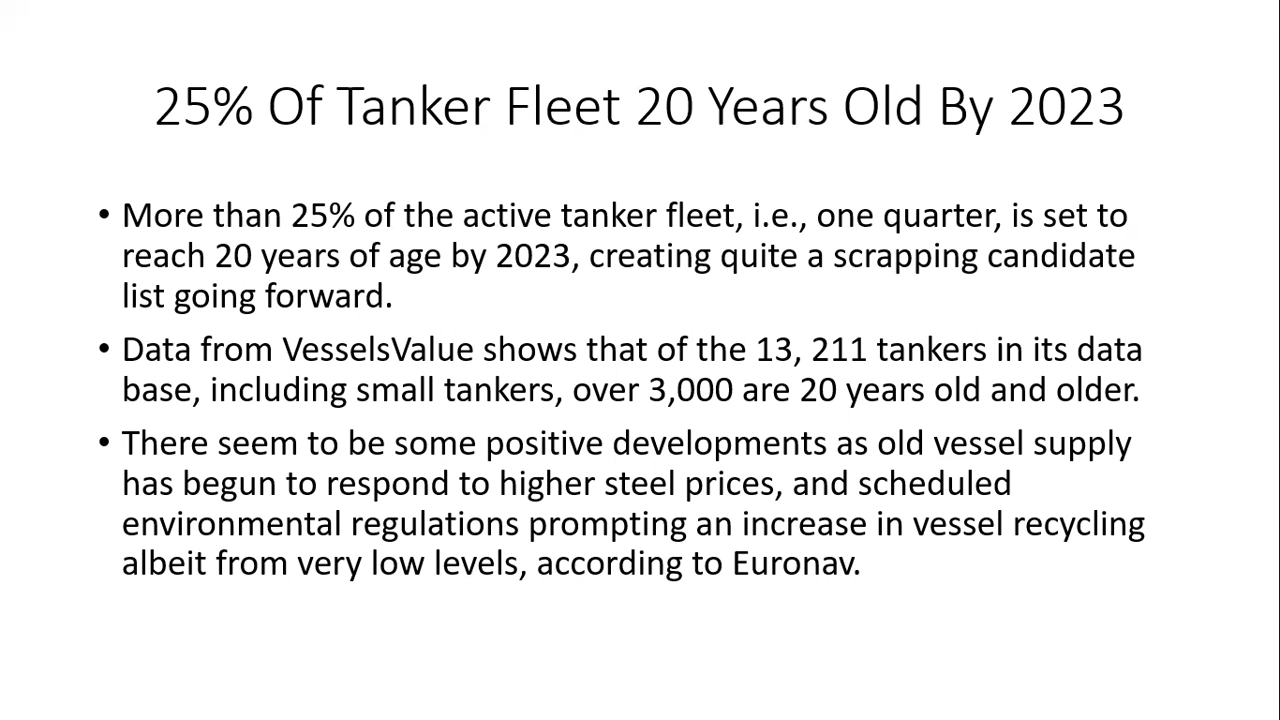 25% Of Tanker Fleet 20 Years Old By 2023
• More than 25% of the active tanker fleet, i.e., one quarter, is set to
reach 20 years of age by 2023, creating quite a scrapping candidate
list going forward.
• Data from VesselsValue shows that of the 13, 211 tankers in its data
base, including small tankers, over 3,000 are 20 years old and older.
• There seem to be some positive developments as old vessel supply
has begun to respond to higher steel prices, and scheduled
environmental regulations prompting an increase in vessel recycling
albeit from very low levels, according to Euronav.